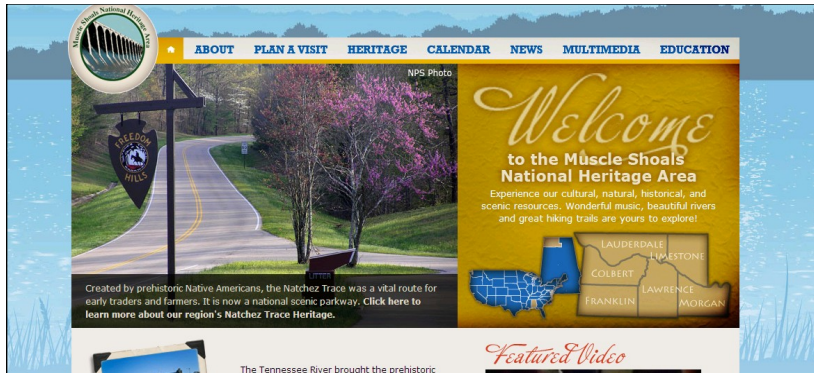 Muscle Shoals National Heritage Area
ABOUT PLAN A VISIT HERITAGE CALENDAR NEWS MULTIMEDIA EDUCATION
NPS Photo
FREEDOM
HILLS
LITTER
Created by prehistoric Native Americans, the Natchez Trace was a vital route for
early traders and farmers. It is now a national scenic parkway. Click here to
learn more about our region's Natchez Trace Heritage.
Welcome
to the Muscle Shoals
National Heritage Area
Experience our cultural, natural, historical, and
scenic resources. Wonderful music, beautiful rivers
and great hiking trails are yours to explore!
LAUDERDALE
LIMESTONE
COLBERT
LAWRENCE
FRANKLIN
MORGAN
The Tennessee River brought the prehistoric
Featured Video